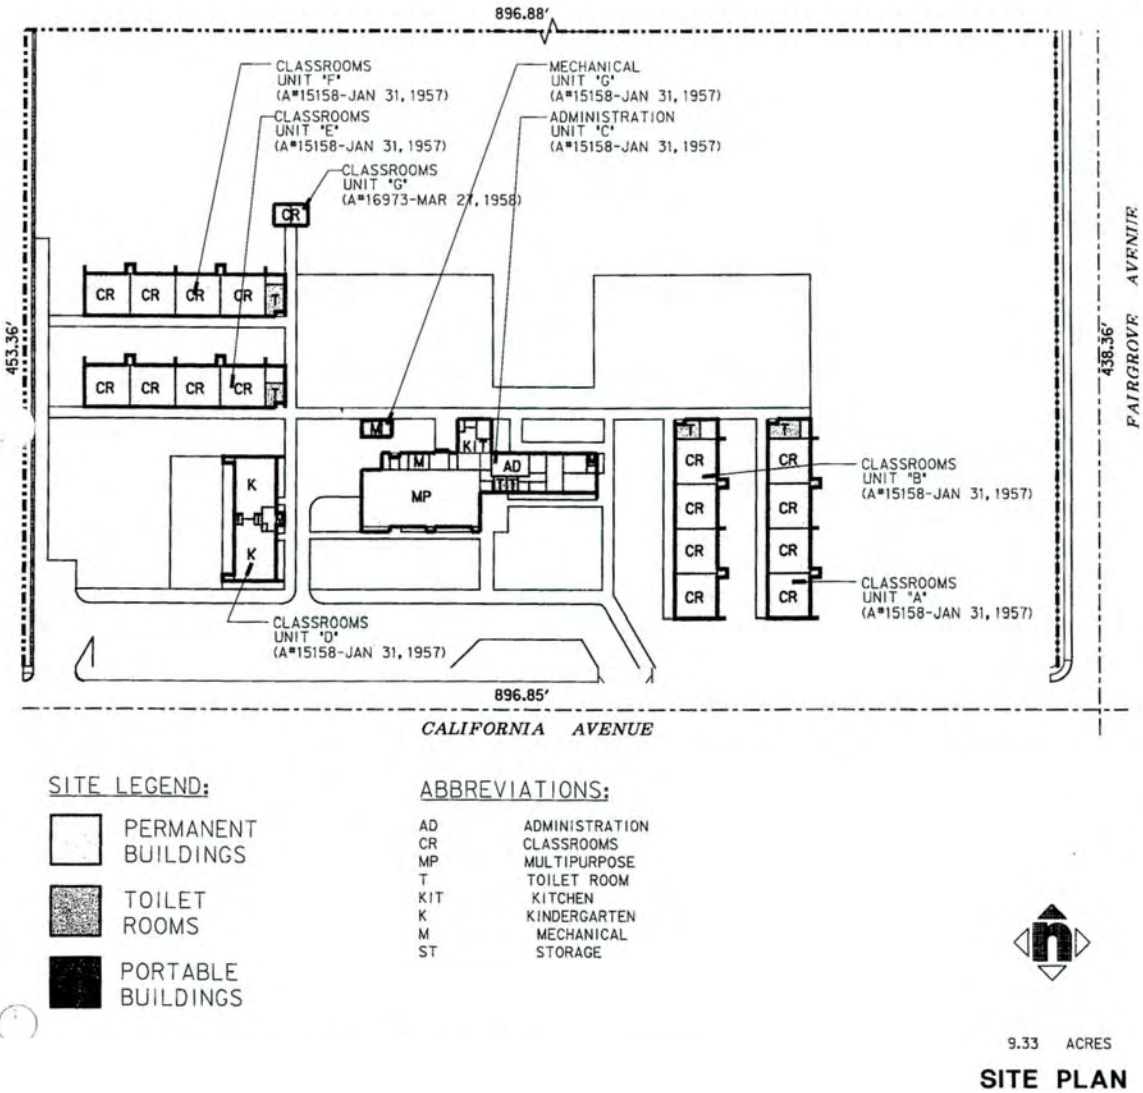 896.88'
CLASSROOMS
UNIT "F"
(A#15158-JAN 31, 1957)
MECHANICAL
UNIT "G"
(A#15158-JAN 31, 1957)
CLASSROOMS
UNIT "E"
(A#15158-JAN 31, 1957)
ADMINISTRATION
UNIT "C"
(A#15158-JAN 31, 1957)
CLASSROOMS
UNIT "G"
(A#16973-MAR 27, 1958)
CR
CR CR CR CR T
453.36'
438.36'
FAIRGROVE AVENUE
CR CR CR CR T
M
KIT
T T
M AD M
MP
T T
K
K
CR CR
CR CR
CR CR
CR CR
CLASSROOMS
UNIT "B"
(A#15158-JAN 31, 1957)
CLASSROOMS
UNIT "A"
(A#15158-JAN 31, 1957)
CLASSROOMS
UNIT "D"
(A#15158-JAN 31, 1957)
896.85'
CALIFORNIA AVENUE
SITE LEGEND:
PERMANENT
BUILDINGS
TOILET
ROOMS
PORTABLE
BUILDINGS
ABBREVIATIONS:
AD ADMINISTRATION
CR CLASSROOMS
MP MULTIPURPOSE
T TOILET ROOM
KIT KITCHEN
K KINDERGARTEN
M MECHANICAL
ST STORAGE
n
9.33 ACRES
SITE PLAN